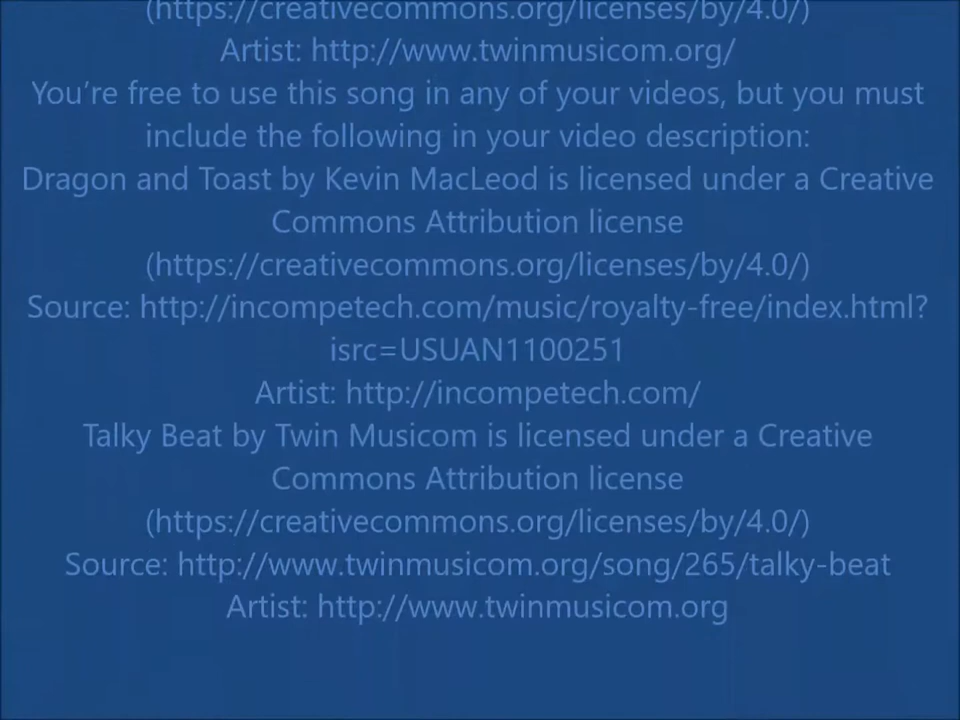 (https://creativecommons.org/licenses/by/4.0/)
Artist: http://www.twinmusicom.org/
You’re free to use this song in any of your videos, but you must
include the following in your video description:
Dragon and Toast by Kevin MacLeod is licensed under a Creative
Commons Attribution license
(https://creativecommons.org/licenses/by/4.0/)
Source: http://incompetech.com/music/royalty-free/index.html?
isrc=USUAN1100251
Artist: http://incompetech.com/
Talky Beat by Twin Musicom is licensed under a Creative
Commons Attribution license
(https://creativecommons.org/licenses/by/4.0/)
Source: http://www.twinmusicom.org/song/265/talky-beat
Artist: http://www.twinmusicom.org